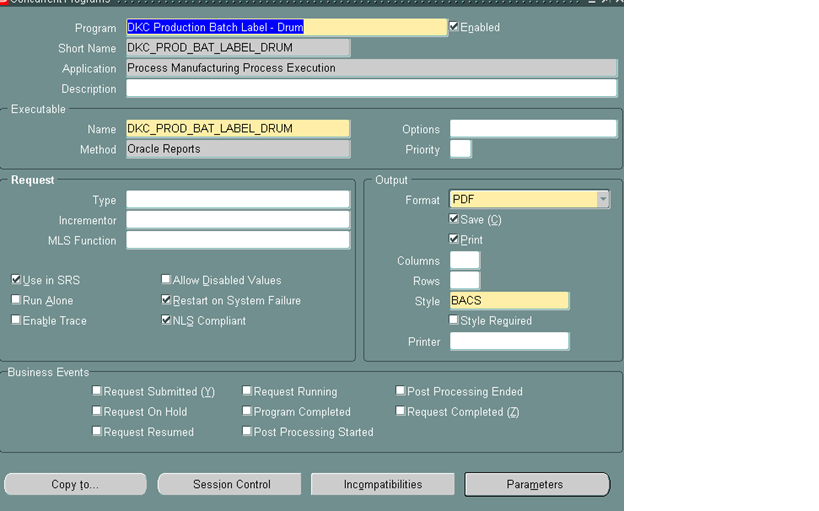 Concurrent Programs
Program DKC Production Batch Label - Drum Enabled
Short Name DKC_PROD_BAT_LABEL_DRUM
Application Process Manufacturing Process Execution
Description
Executable
Name DKC_PROD_BAT_LABEL_DRUM Options
Method Oracle Reports Priority
Request Output
Type Format PDF
Incrementor Save (C)
MLS Function Print
Columns
Use in SRS Allow Disabled Values Rows
Run Alone Restart on System Failure Style BACS
Enable Trace NLS Compliant Style Required
Printer
Business Events
Request Submitted (Y) Request Running Post Processing Ended
Request On Hold Program Completed Request Completed (Z)
Request Resumed Post Processing Started
Copy to... Session Control Incompatibilities Parameters